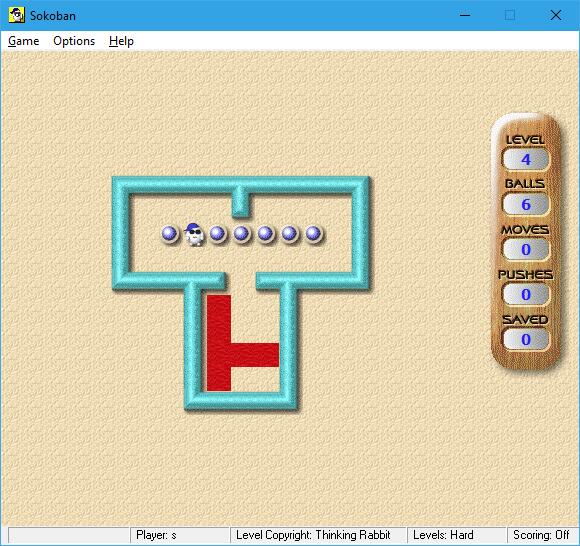 Sokoban
Game Options Help
LEVEL
4
BALLS
6
MOVES
0
PUSHES
0
SAVED
0
Player: s Level Copyright: Thinking Rabbit Levels: Hard Scoring: Off